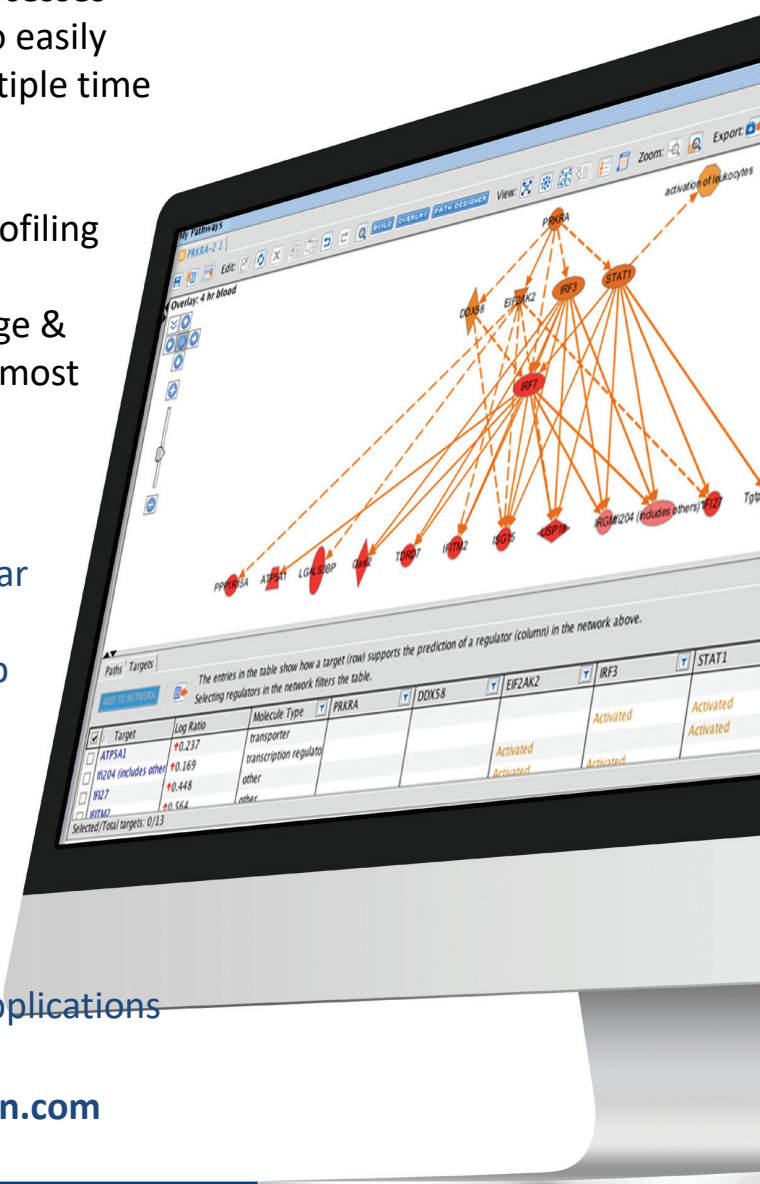 cesses
o easily
tiple time
ofiling
ge &
most
ar
o
pplications
n.com
My Pathways
PRKRA-2 1
Edit:
BUILD OVERLAY PATH DESIGNER
View:
Zoom:
Export:
Overlay: 4 hr blood
activation of leukocytes
PRKRA
DDX58 EIF2AK2 IRF3 STAT1
IRF7
PPP1R15A ATP5A1 LGALS3BP Oasl2 TDRD7 IFITM2 ISG15 USP18 IRGM Ifi204 (includes others) IFI27 Tgtp
Paths Targets
ADD TO NETWORK
The entries in the table show how a target (row) supports the prediction of a regulator (column) in the network above.
Selecting regulators in the network filters the table.
Target Log Ratio Molecule Type PRKRA DDX58 EIF2AK2 IRF3 STAT1
ATP5A1 ↑0.237 transporter Activated Activated
Ifi204 (includes other ↑0.169 transcription regulato Activated
IFI27 ↑0.448 other Activated
IFITM2 ↑0.564 other Activated Activated
Selected/Total targets: 0/13